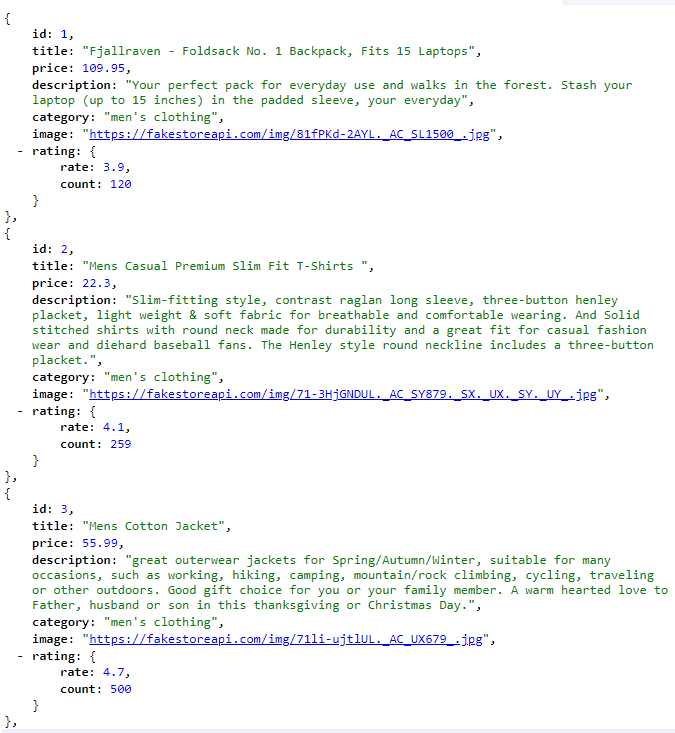 {
id: 1,
title: "Fjallraven - Foldsack No. 1 Backpack, Fits 15 Laptops",
price: 109.95,
description: "Your perfect pack for everyday use and walks in the forest. Stash your
laptop (up to 15 inches) in the padded sleeve, your everyday",
category: "men's clothing",
image: "https://fakestoreapi.com/img/81fPKd-2AYL._AC_SL1500_.jpg",
- rating: {
rate: 3.9,
count: 120
}
},
{
id: 2,
title: "Mens Casual Premium Slim Fit T-Shirts ",
price: 22.3,
description: "Slim-fitting style, contrast raglan long sleeve, three-button henley
placket, light weight & soft fabric for breathable and comfortable wearing. And Solid
stitched shirts with round neck made for durability and a great fit for casual fashion
wear and diehard baseball fans. The Henley style round neckline includes a three-button
placket.",
category: "men's clothing",
image: "https://fakestoreapi.com/img/71-3HjGNDUL._AC_SY879._SX._UX._SY._UY_.jpg",
- rating: {
rate: 4.1,
count: 259
}
},
{
id: 3,
title: "Mens Cotton Jacket",
price: 55.99,
description: "great outerwear jackets for Spring/Autumn/Winter, suitable for many
occasions, such as working, hiking, camping, mountain/rock climbing, cycling, traveling
or other outdoors. Good gift choice for you or your family member. A warm hearted love to
Father, husband or son in this thanksgiving or Christmas Day.",
category: "men's clothing",
image: "https://fakestoreapi.com/img/71li-ujtlUL._AC_UX679_.jpg",
- rating: {
rate: 4.7,
count: 500
}
},